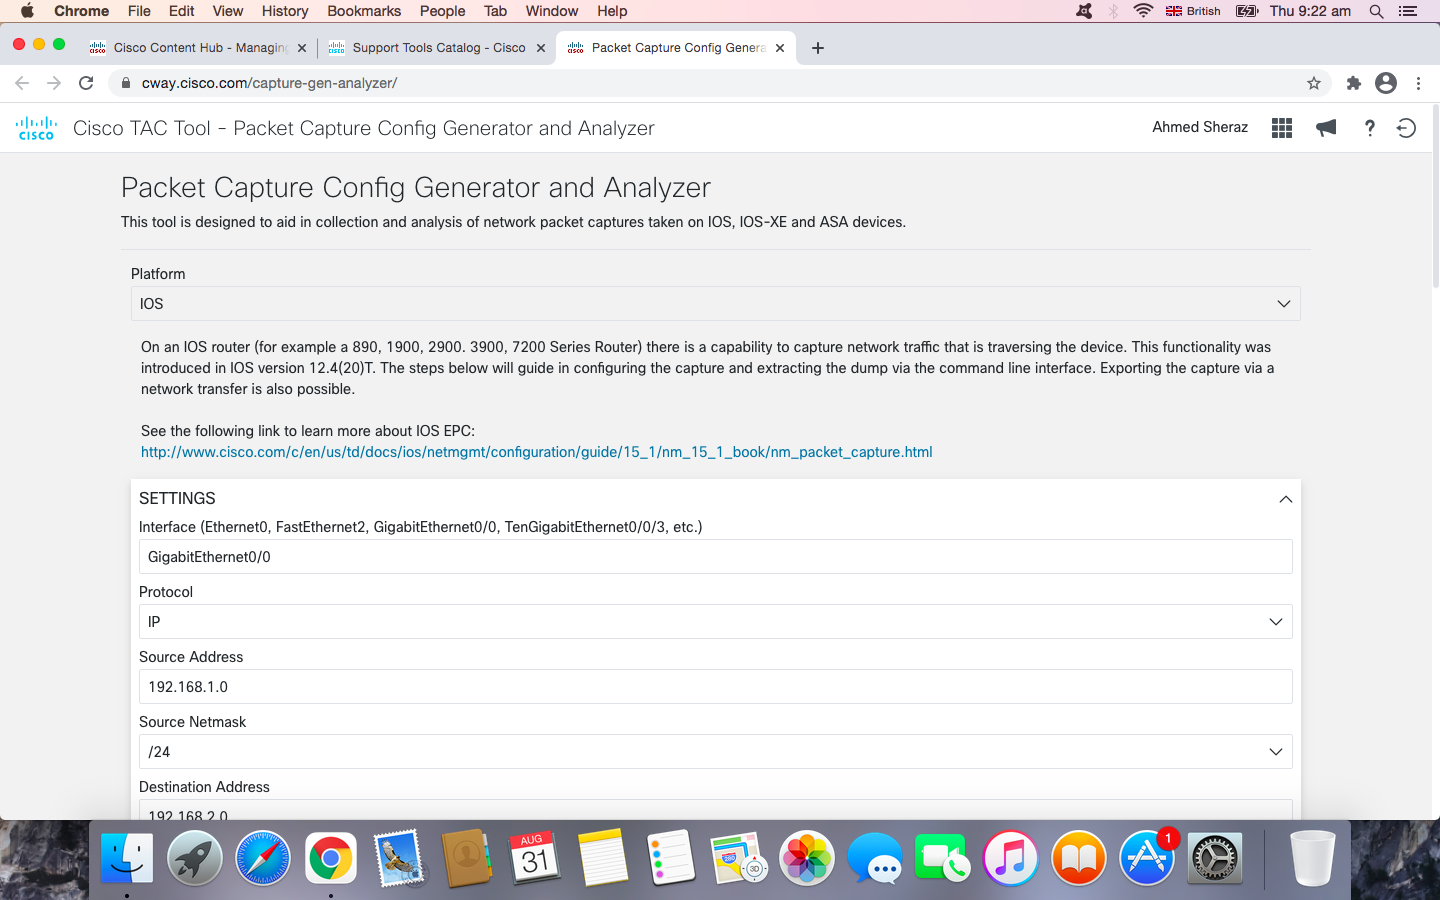 Chrome File Edit View History Bookmarks People Tab Window Help British Thu 9:22 am
Cisco Content Hub - Managing Support Tools Catalog - Cisco Packet Capture Config Genera
cway.cisco.com/capture-gen-analyzer/
CISCO Cisco TAC Tool - Packet Capture Config Generator and Analyzer Ahmed Sheraz ?
Packet Capture Config Generator and Analyzer
This tool is designed to aid in collection and analysis of network packet captures taken on IOS, IOS-XE and ASA devices.
Platform
IOS
On an IOS router (for example a 890, 1900, 2900. 3900, 7200 Series Router) there is a capability to capture network traffic that is traversing the device. This functionality was
introduced in IOS version 12.4(20)T. The steps below will guide in configuring the capture and extracting the dump via the command line interface. Exporting the capture via a
network transfer is also possible.
See the following link to learn more about IOS EPC:
http://www.cisco.com/c/en/us/td/docs/ios/netmgmt/configuration/guide/15_1/nm_15_1_book/nm_packet_capture.html
SETTINGS
Interface (Ethernet0, FastEthernet2, GigabitEthernet0/0, TenGigabitEthernet0/0/3, etc.)
GigabitEthernet0/0
Protocol
IP
Source Address
192.168.1.0
Source Netmask
/24
Destination Address
192.168.2.0
AUG
31
280
3D
1